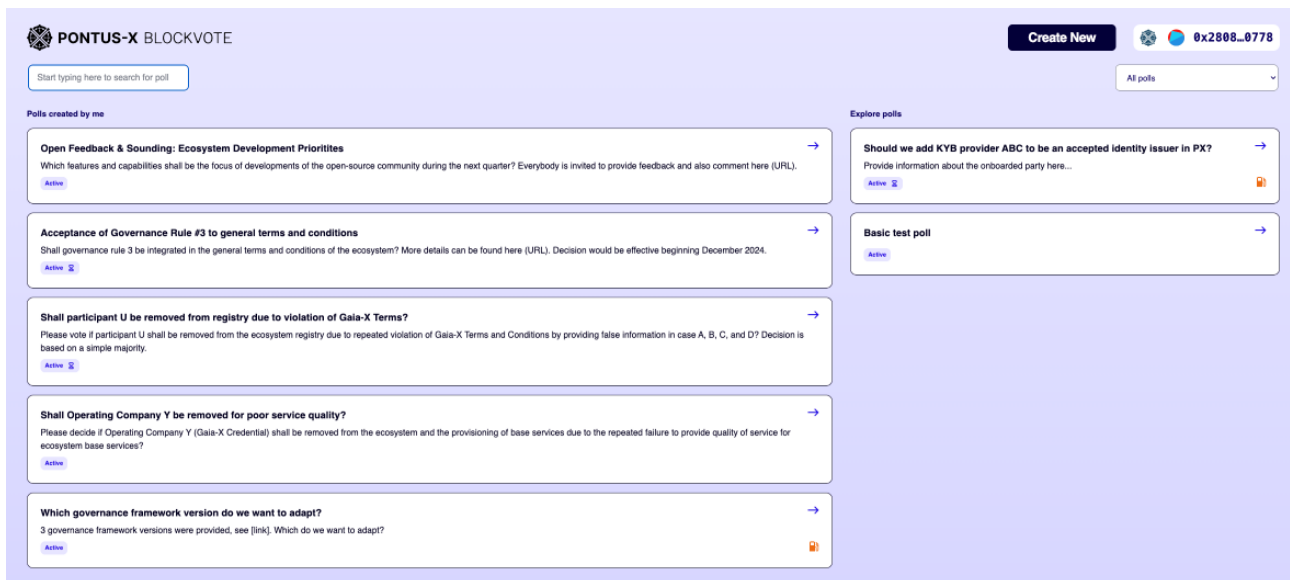 PONTUS-X BLOCKVOTE
Create New
0x2808…0778
Start typing here to search for poll
All polls
Polls created by me
Open Feedback & Sounding: Ecosystem Development Prioritites
Which features and capabilities shall be the focus of developments of the open-source community during the next quarter? Everybody is invited to provide feedback and also comment here (URL).
Active
Acceptance of Governance Rule #3 to general terms and conditions
Shall governance rule 3 be integrated in the general terms and conditions of the ecosystem? More details can be found here (URL). Decision would be effective beginning December 2024.
Active
Shall participant U be removed from registry due to violation of Gaia-X Terms?
Please vote if participant U shall be removed from the ecosystem registry due to repeated violation of Gaia-X Terms and Conditions by providing false information in case A, B, C, and D? Decision is
based on a simple majority.
Active
Shall Operating Company Y be removed for poor service quality?
Please decide if Operating Company Y (Gaia-X Credential) shall be removed from the ecosystem and the provisioning of base services due to the repeated failure to provide quality of service for
ecosystem base services?
Active
Which governance framework version do we want to adapt?
3 governance framework versions were provided, see [link]. Which do we want to adapt?
Active
Explore polls
Should we add KYB provider ABC to be an accepted identity issuer in PX?
Provide information about the onboarded party here...
Active
Basic test poll
Active